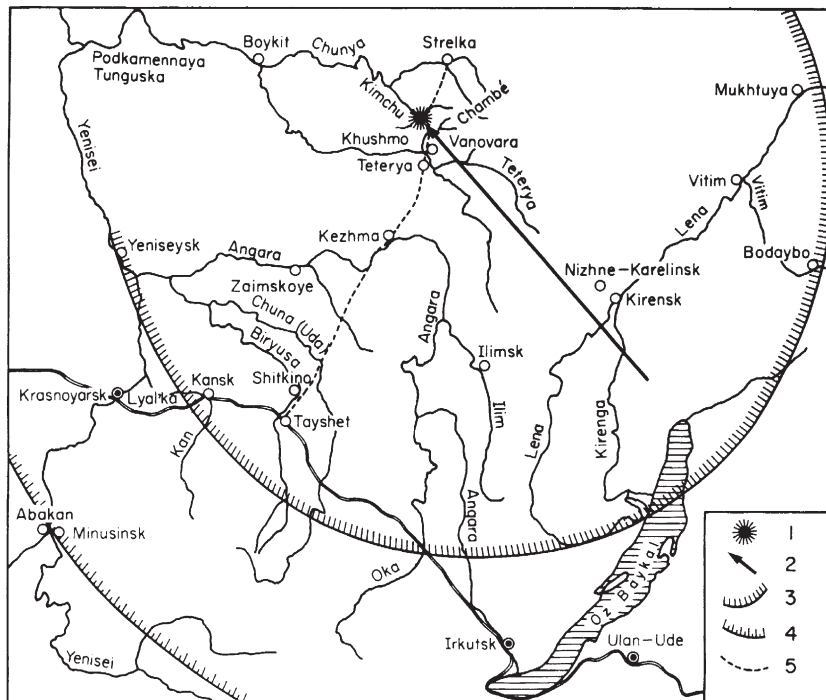 Boykit
Chunya
Strelka
Podkamennaya
Tunguska
Kimchu
Chambé
Mukhtuya
Yenisei
Khushmo
Vanovara
Teterya
Teterya
Vitim
Vitim
Lena
Yeniseysk
Angara
Kezhma
Bodaybo
Zaimskoye
Nizhne-Karelinsk
Kirensk
Chuna (Uda)
Angara
Biryusa
Ilimsk
Shitkino
Krasnoyarsk
Lyal'ka
Kansk
Tayshet
Ilim
Lena
Kirenga
Kan
Angara
Abakan
Minusinsk
Oka
Oz Baykal
Irkutsk
Ulan-Ude
Yenisei
1
2
3
4
5